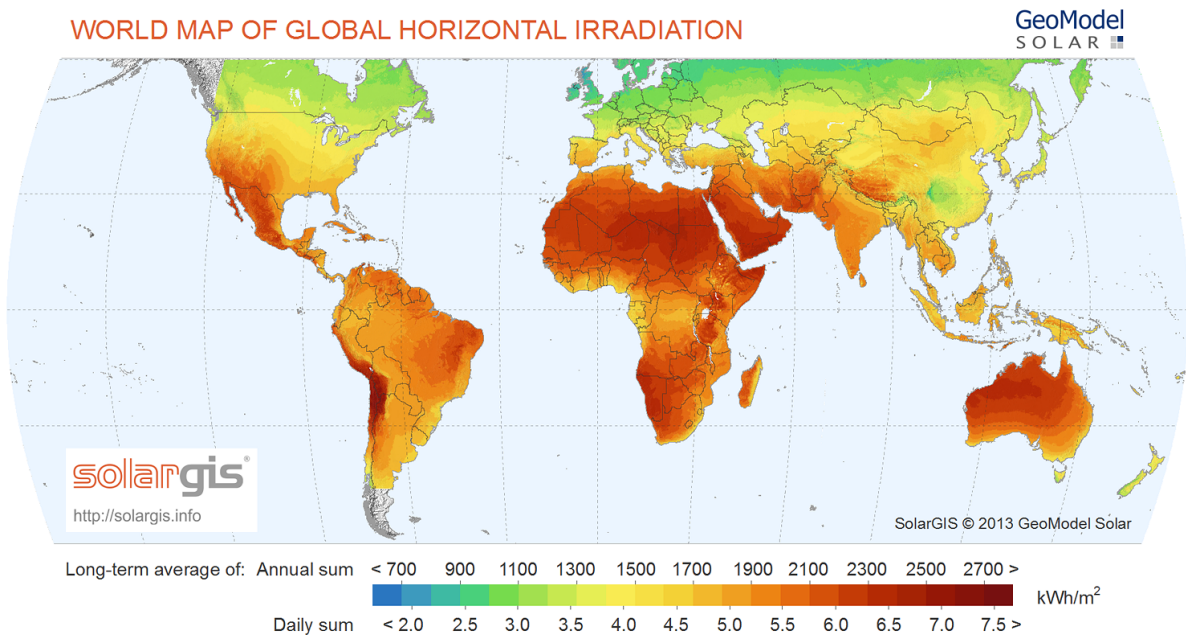 WORLD MAP OF GLOBAL HORIZONTAL IRRADIATION
GeoModel
SOLAR
solargis®
http://solargis.info
SolarGIS © 2013 GeoModel Solar
Long-term average of: Annual sum < 700 900 1100 1300 1500 1700 1900 2100 2300 2500 2700 >
kWh/m²
Daily sum < 2.0 2.5 3.0 3.5 4.0 4.5 5.0 5.5 6.0 6.5 7.0 7.5 >